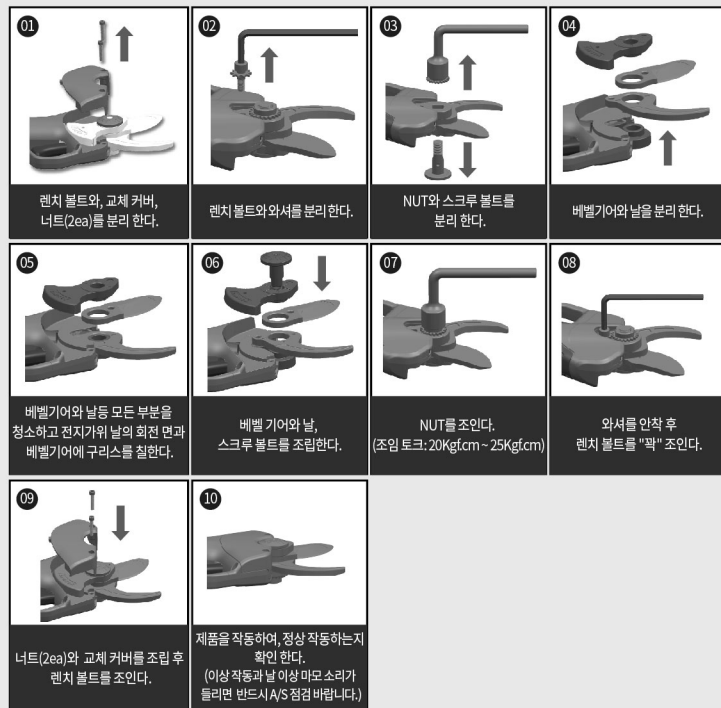 01
렌치 볼트와, 교체 커버,
너트(2ea)를 분리 한다.
02
렌치 볼트와 와셔를 분리한다.
03
NUT와 스크루 볼트를
분리 한다.
04
베벨기어와 날을 분리 한다.
05
베벨기어와 날등 모든 부분을
청소하고 전지가위 날의 회전 면과
베벨기어에 구리스를 칠한다.
06
베벨 기어와 날,
스크루 볼트를 조립한다.
07
NUT를 조인다.
(조임 토크: 20Kgf.cm ~ 25Kgf.cm)
08
와셔를 안착 후
렌치 볼트를 "꽉" 조인다.
09
너트(2ea)와 교체 커버를 조립 후
렌치 볼트를 조인다.
10
제품을 작동하여, 정상 작동하는지
확인 한다.
(이상 작동과 날 이상 마모 소리가
들리면 반드시 A/S 점검 바랍니다.)